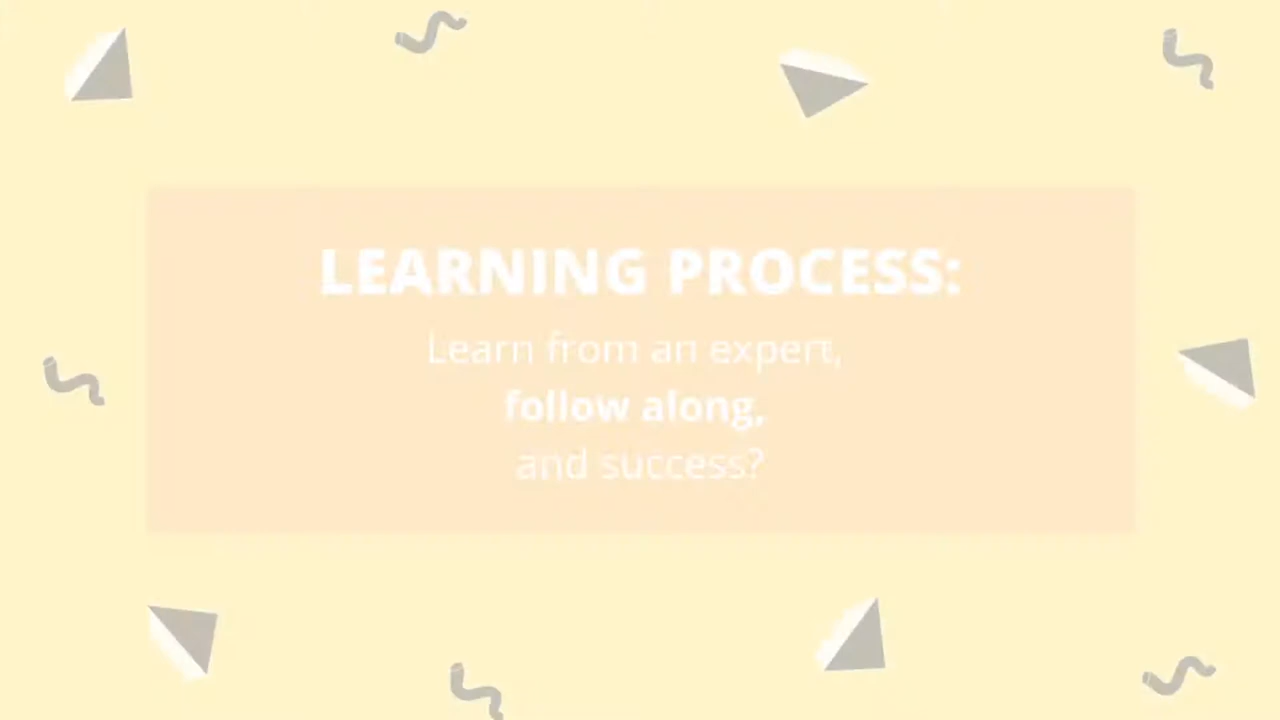 LEARNING PROCESS:
Learn from an expert,
follow along,
and success?